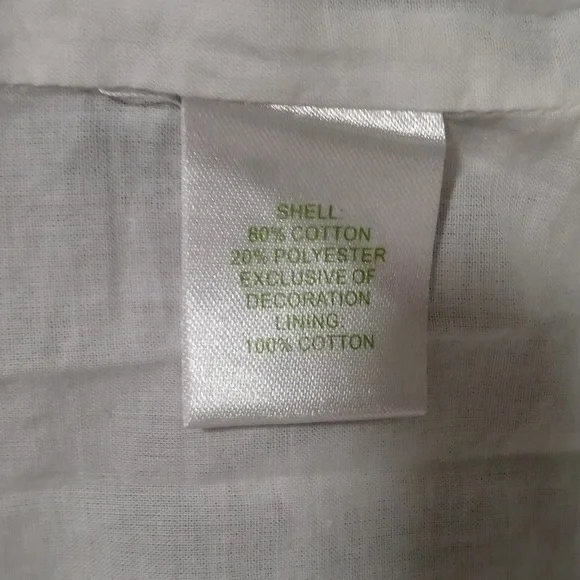 SHELL:
80% COTTON
20% POLYESTER
EXCLUSIVE OF
DECORATION
LINING:
100% COTTON